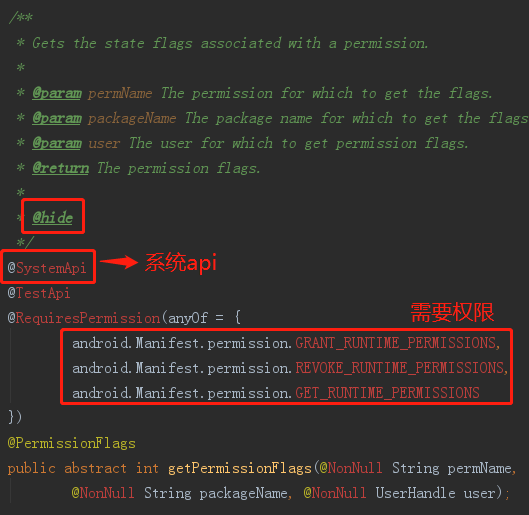 /**
* Gets the state flags associated with a permission.
*
* @param permName The permission for which to get the flags.
* @param packageName The package name for which to get the flags
* @param user The user for which to get permission flags.
* @return The permission flags.
*
* @hide
*/
@SystemApi 系统api
@TestApi
@RequiresPermission(anyOf = { 需要权限
android.Manifest.permission.GRANT_RUNTIME_PERMISSIONS,
android.Manifest.permission.REVOKE_RUNTIME_PERMISSIONS,
android.Manifest.permission.GET_RUNTIME_PERMISSIONS
})
@PermissionFlags
public abstract int getPermissionFlags(@NonNull String permName,
@NonNull String packageName, @NonNull UserHandle user);